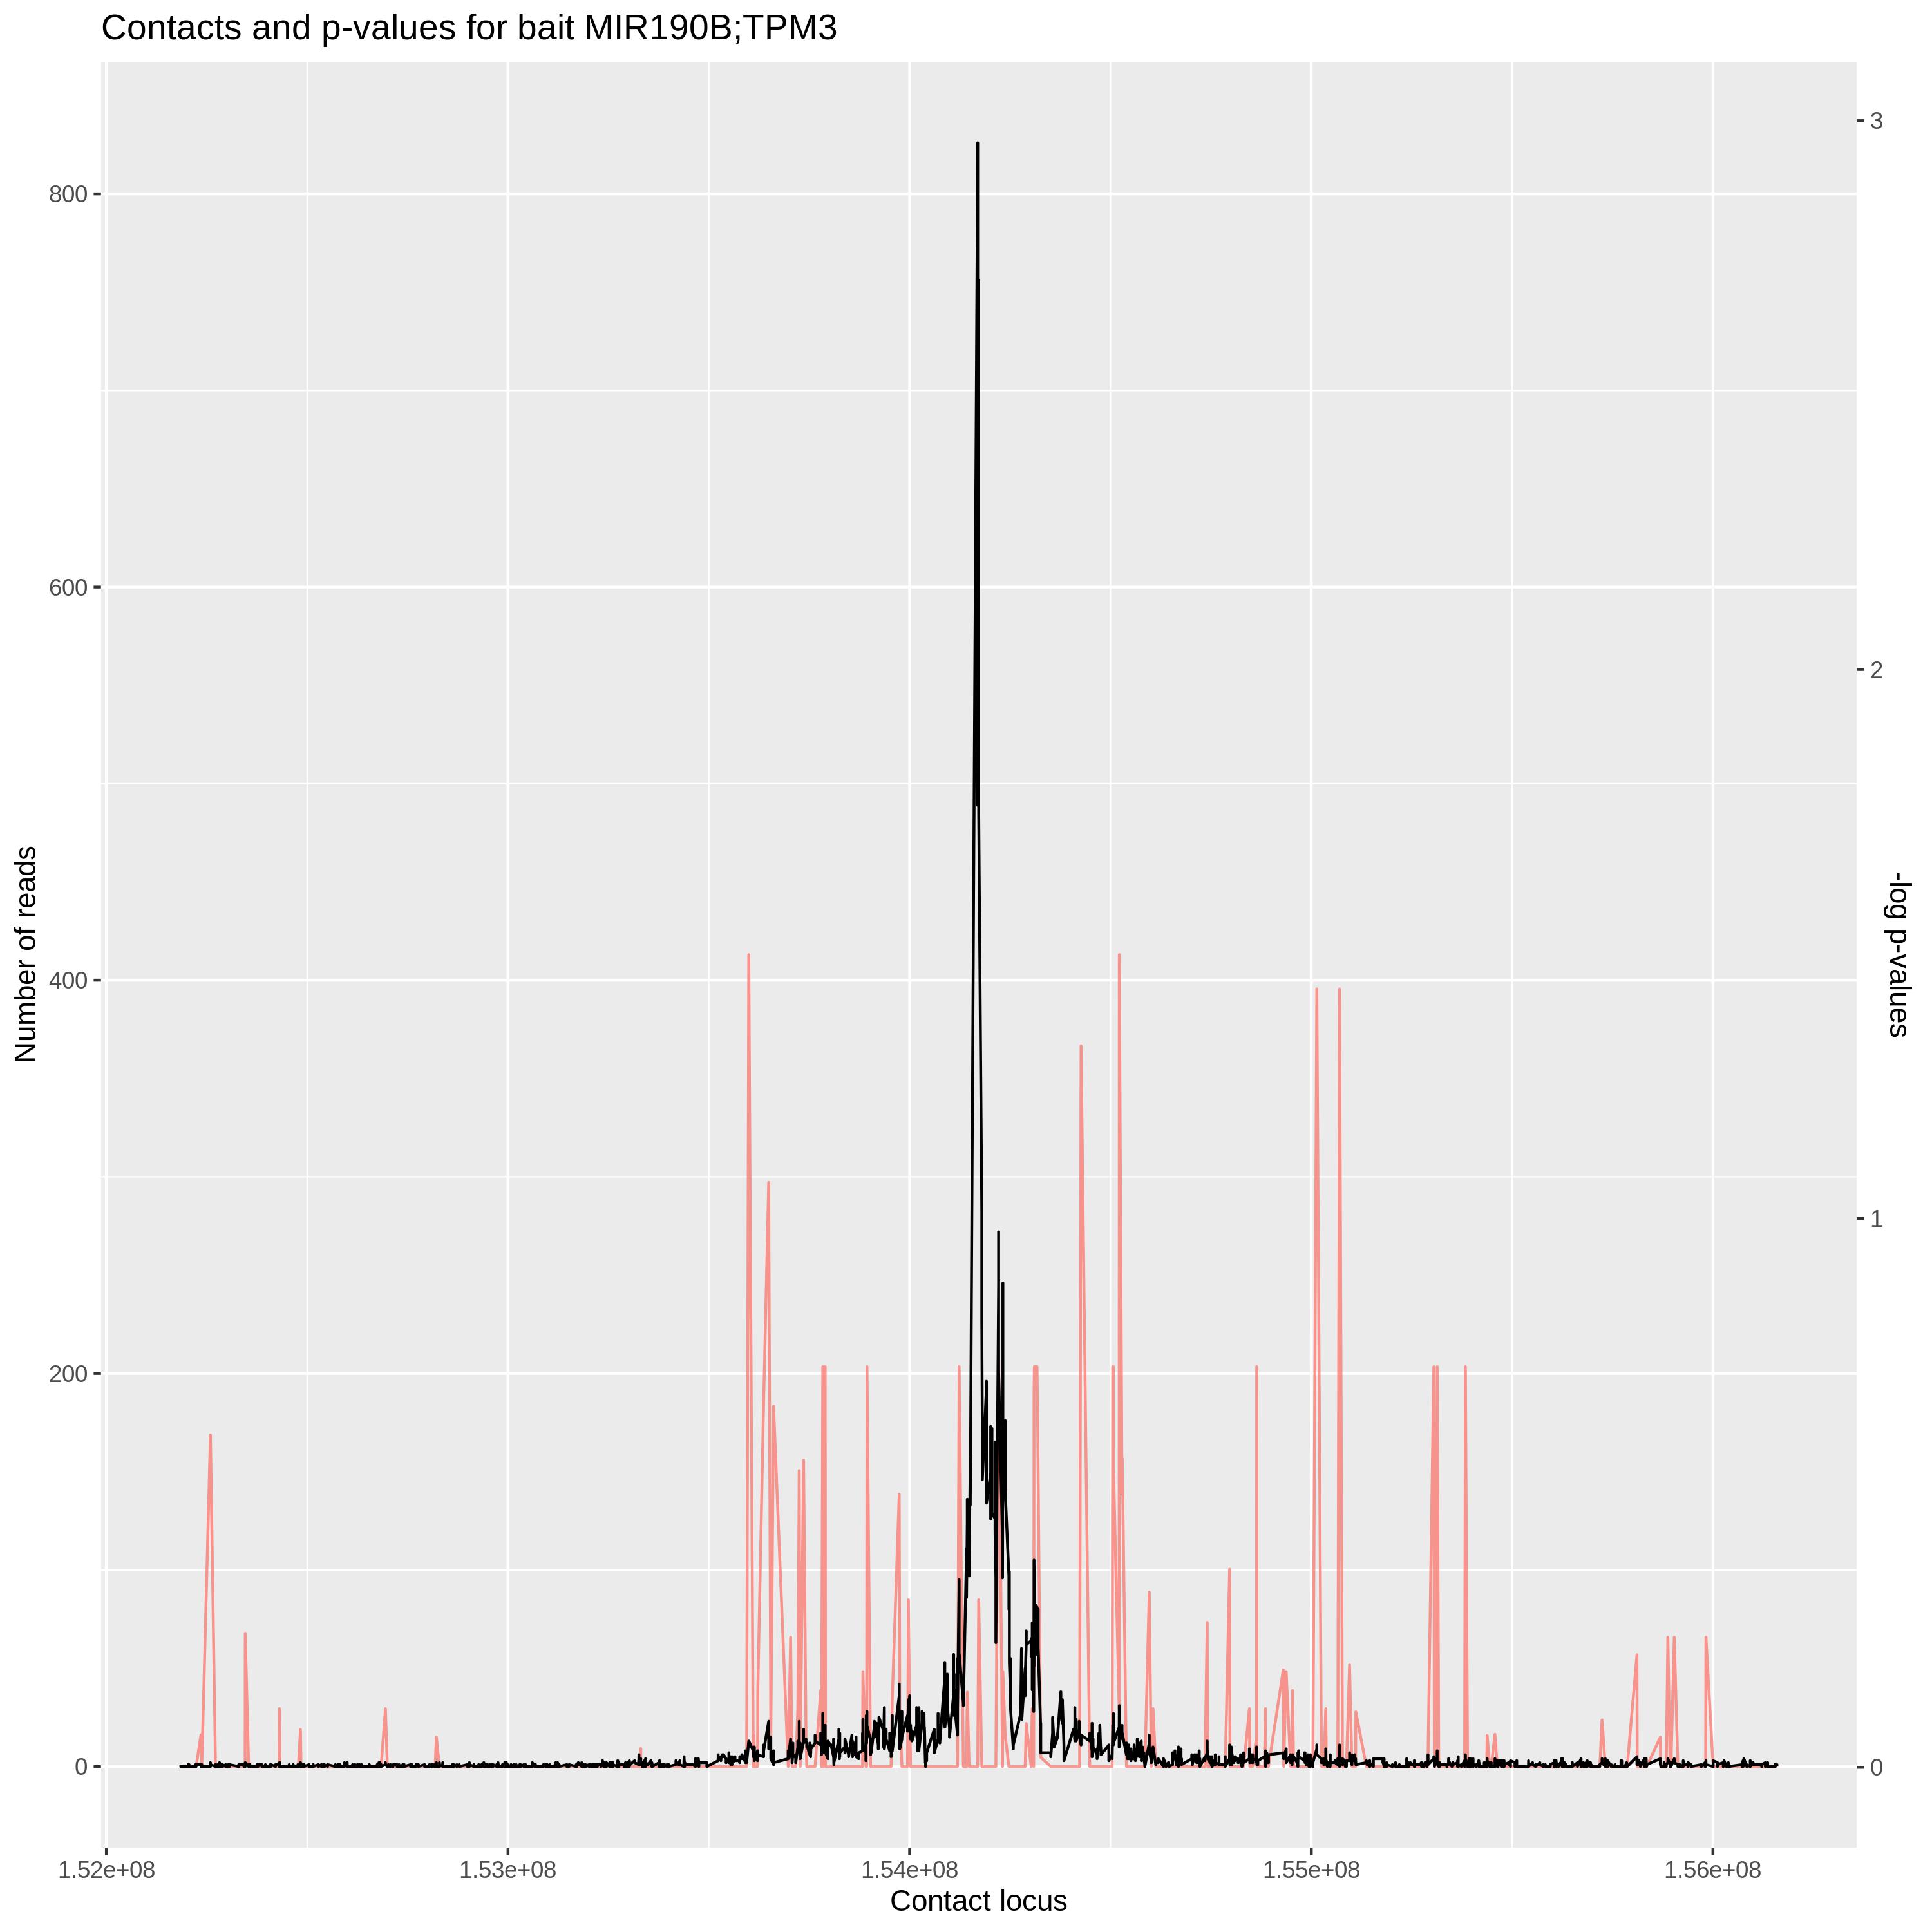 Contacts and p-values for bait MIR190B;TPM3
Number of reads
800
600
400
200
0
3
2
1
0
-log p-values
1.52e+08
1.53e+08
1.54e+08
1.55e+08
1.56e+08
Contact locus